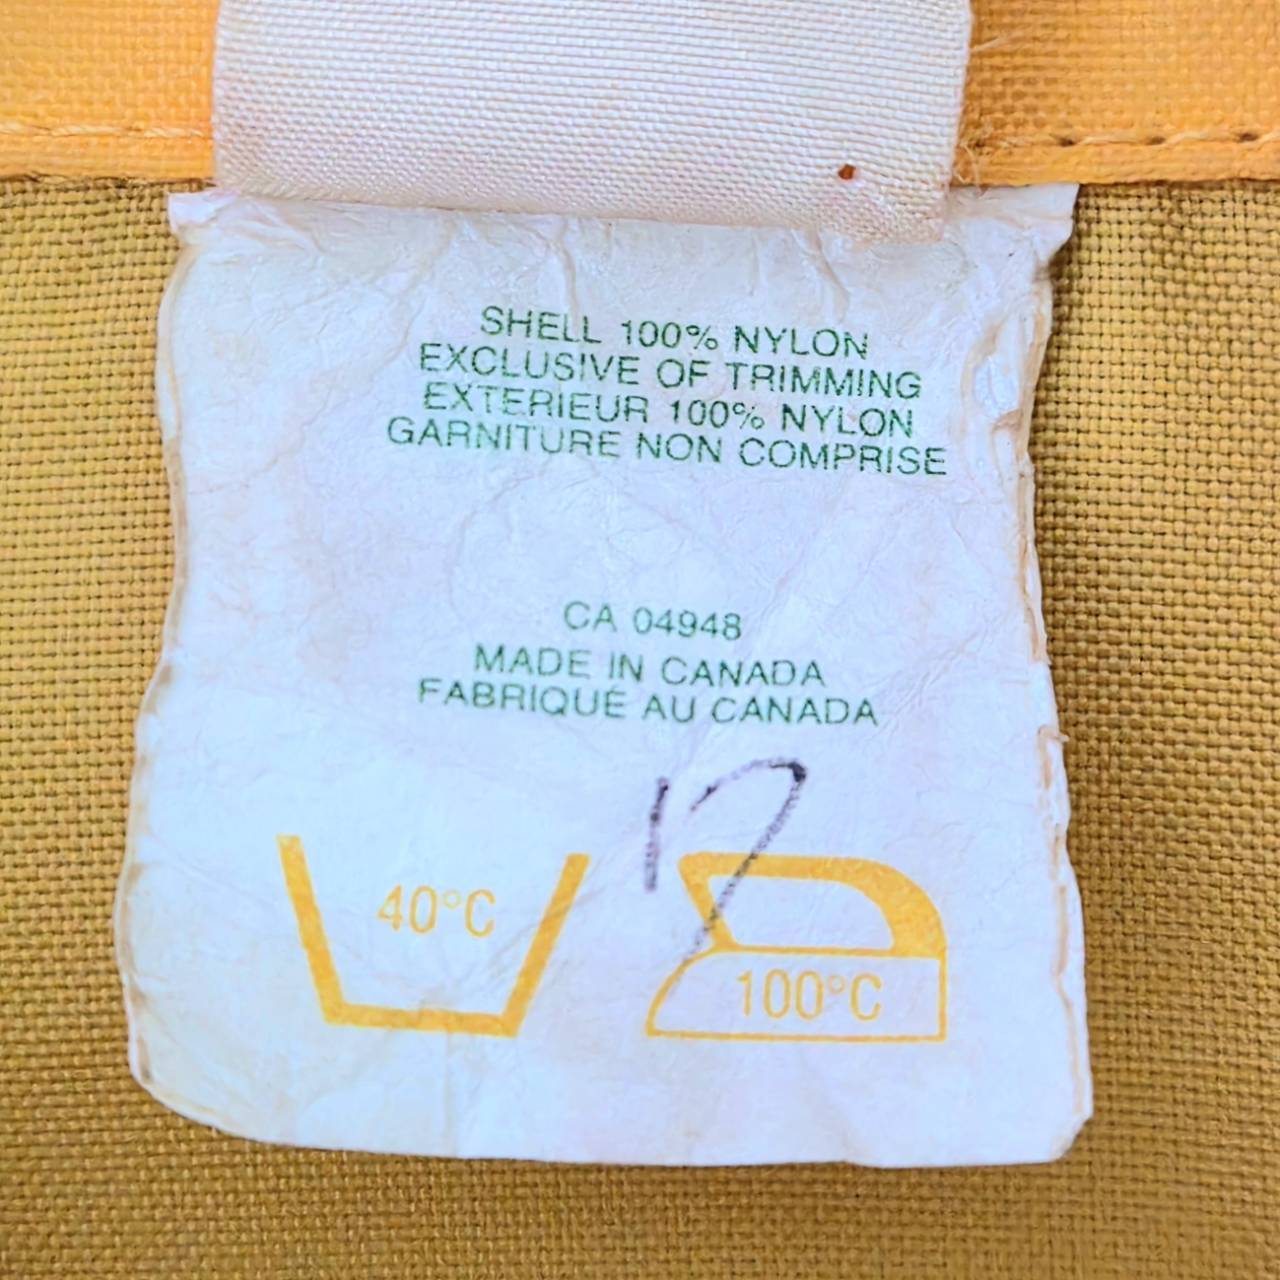 SHELL 100% NYLON
EXCLUSIVE OF TRIMMING
EXTERIEUR 100% NYLON
GARNITURE NON COMPRISE
CA 04948
MADE IN CANADA
FABRIQUÉ AU CANADA
17
40°C
100°C